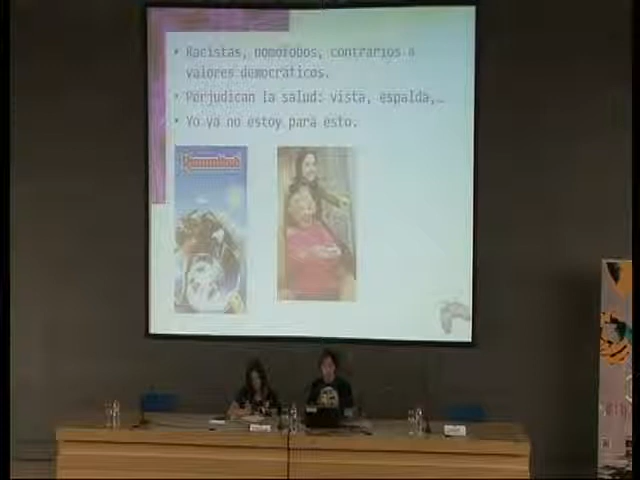 • Racistas, homófobos, contrarios a
valores democráticos.
• Perjudican la salud: vista, espalda,…
• Yo ya no estoy para esto.